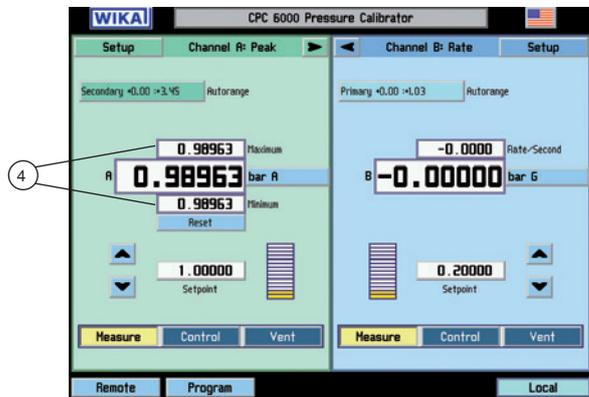 WIKA
CPC 6000 Pressure Calibrator
Setup
Channel A: Peak
Channel B: Rate
Setup
Secondary +0.00 :+3.45
Autorange
Primary +0.00 :+1.03
Autorange
0.98963 Maximum
-0.0000 Rate/Second
4
A 0.98963 bar A
B -0.00000 bar G
0.98963 Minimum
Reset
1.00000
Setpoint
0.20000
Setpoint
Measure Control Vent
Measure Control Vent
Remote Program Local